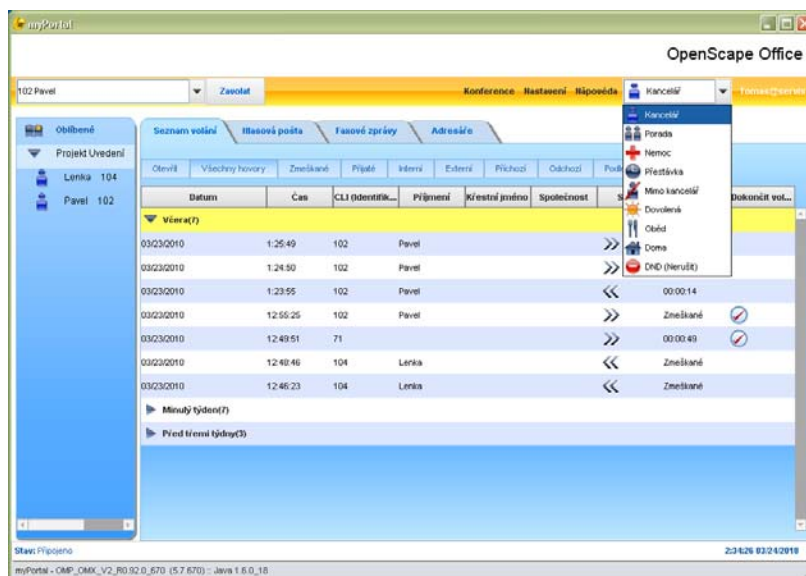 myPortal
OpenScape Office
102 Pavel
Zavolat
Konference Nastavení Nápověda
Kancelář
Oblíbené
Projekt Uvedení
Lenka 104
Pavel 102
Seznam volání
Hlasová pošta
Faxové zprávy
Adresáře
Kancelář
Porada
Nemoc
Přestávka
Mimo kancelář
Dovolená
Oběd
Doma
DND (Nerušit)
Otevřít Všechny hovory Zmeškané Přijaté Interní Externí Příchozí Odchozí
Datum Čas CLI (Identifik... Příjmení Křestní jméno Společnost Dokončit vol...
Včera(7)
03/23/2010 1:25:49 102 Pavel
03/23/2010 1:24:50 102 Pavel
03/23/2010 1:23:55 102 Pavel 00:00:14
03/23/2010 12:55:25 102 Pavel Zmeškané
03/23/2010 12:49:51 71 00:00:49
03/23/2010 12:48:46 104 Lenka Zmeškané
03/23/2010 12:46:23 104 Lenka Zmeškané
Minulý týden(7)
Před třemi týdny(3)
Stav: Připojeno
2:34:26 03/24/2010
myPortal - OMP_OMX_V2_R0.92.0_670 (5.7.670) :: Java 1.6.0_18